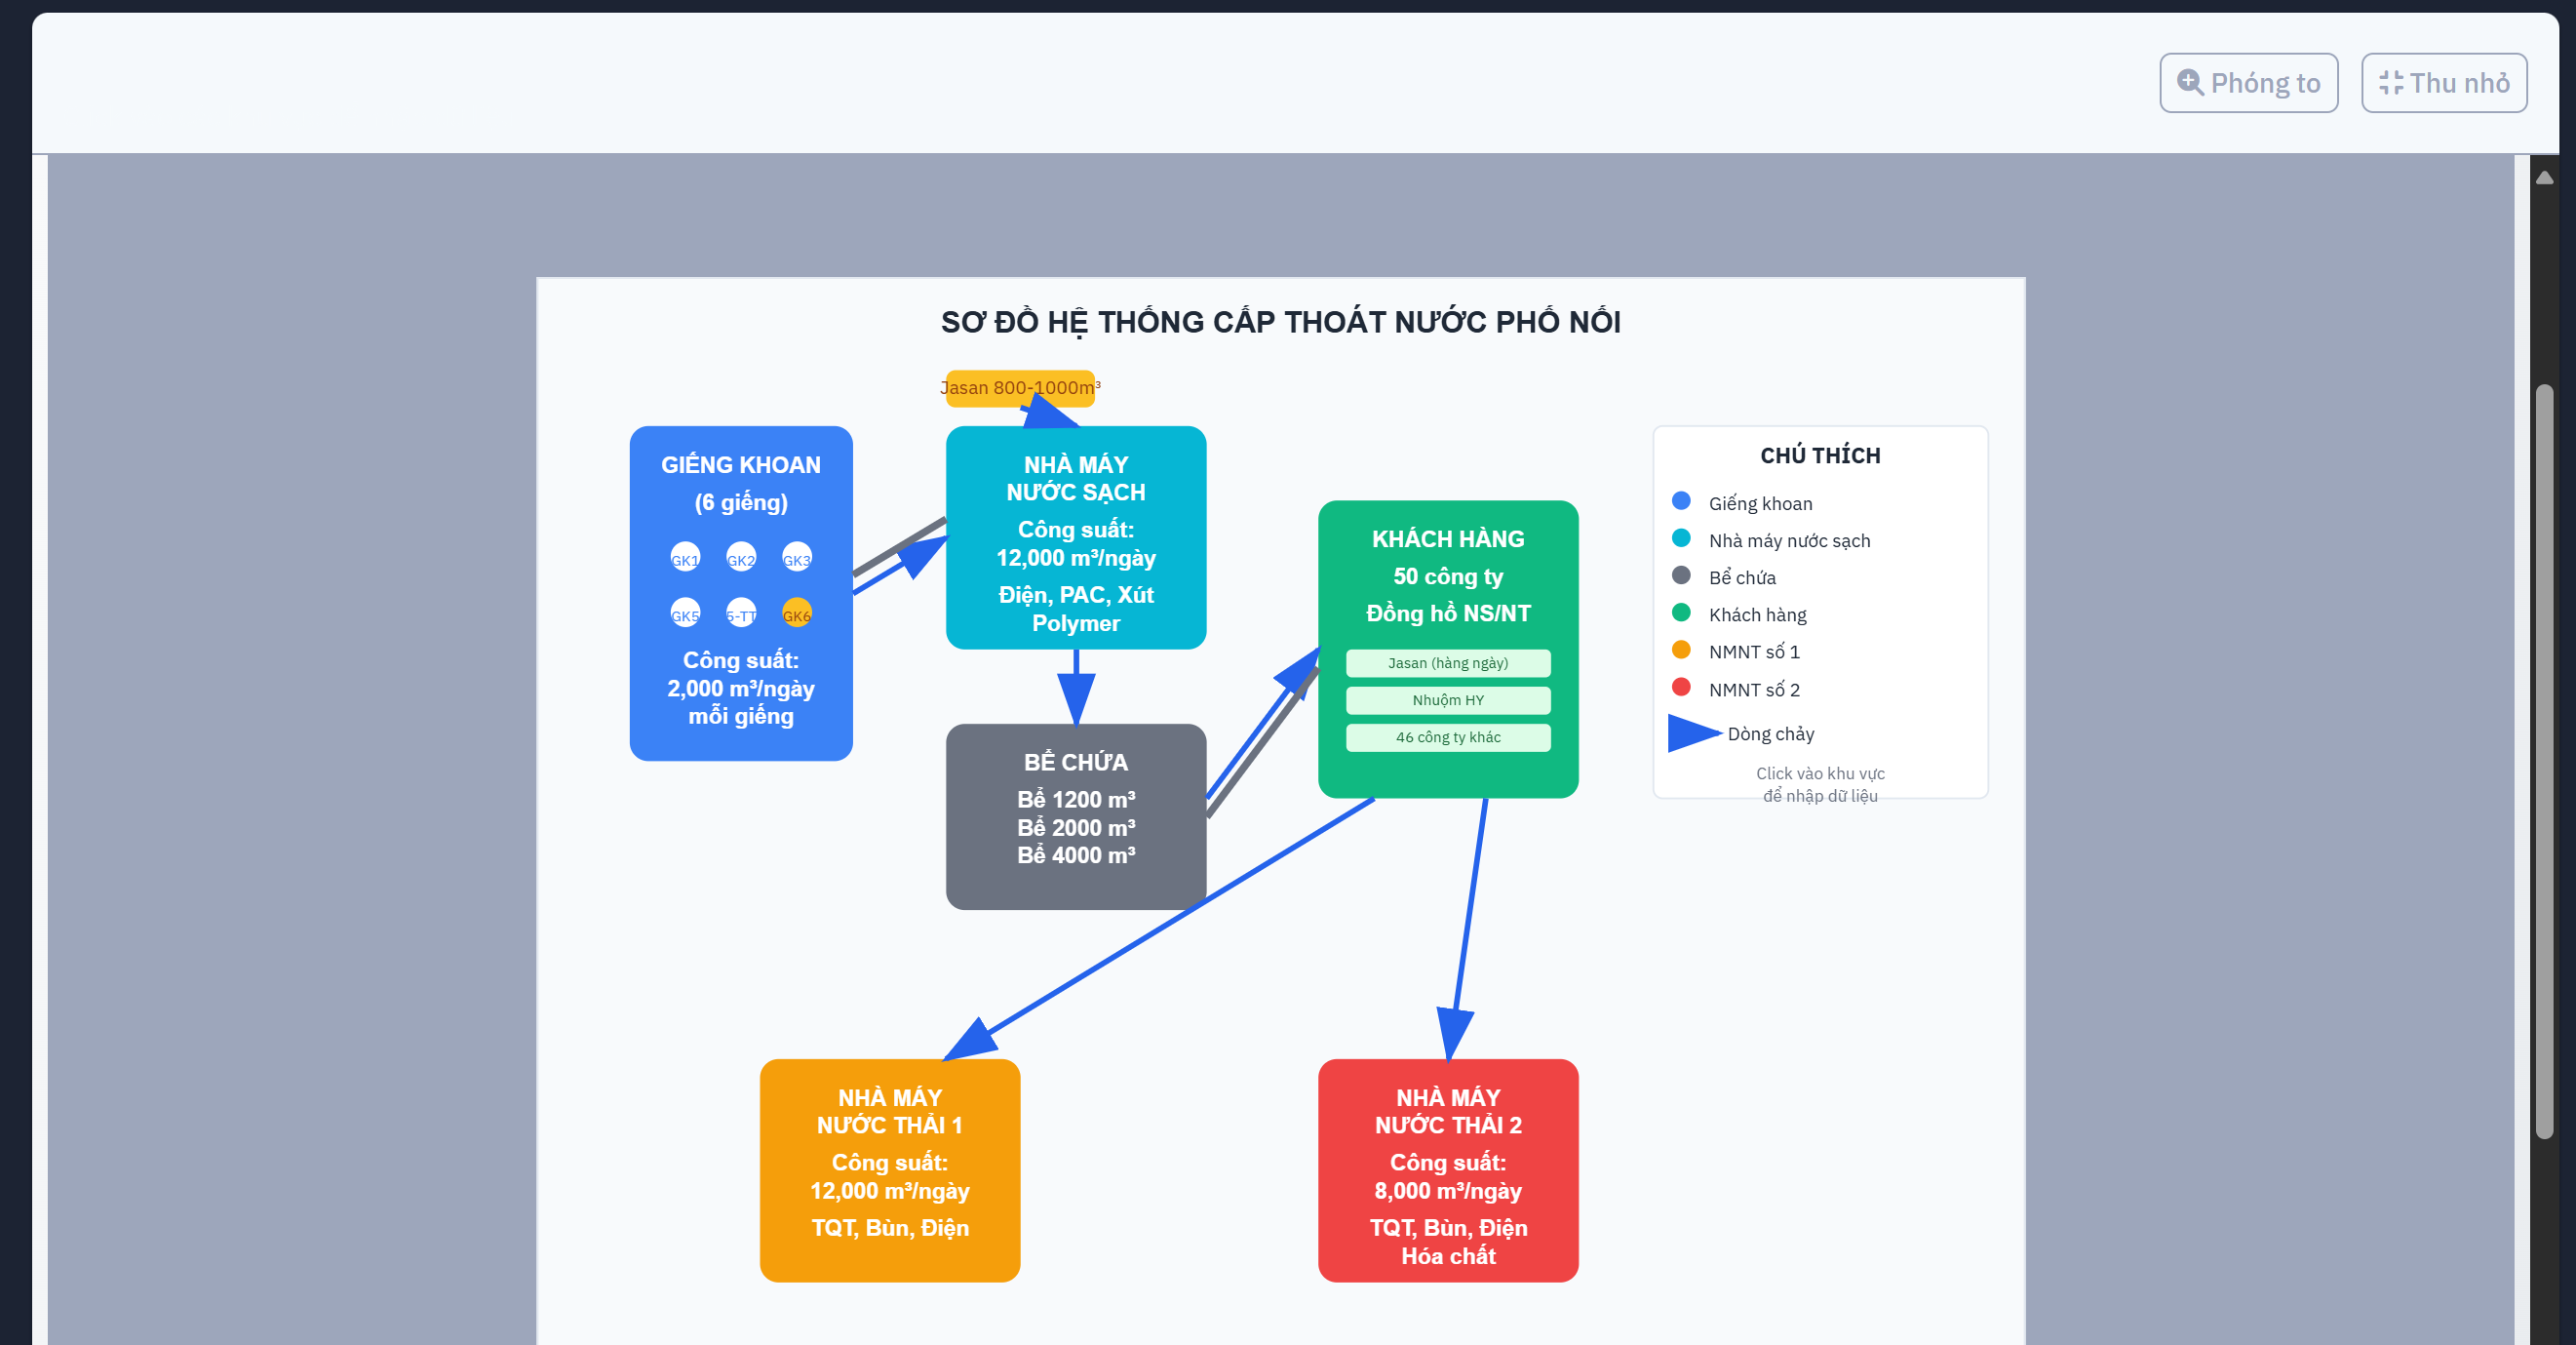 Phóng to
Thu nhỏ
SƠ ĐỒ HỆ THỐNG CẤP THOÁT NƯỚC PHỐ NỐI
Jasan 800-1000m³
GIẾNG KHOAN
(6 giếng)
GK1
GK2
GK3
GK5
5-TT
GK6
Công suất:
2,000 m³/ngày
mỗi giếng
NHÀ MÁY
NƯỚC SẠCH
Công suất:
12,000 m³/ngày
Điện, PAC, Xút
Polymer
BỂ CHỨA
Bể 1200 m³
Bể 2000 m³
Bể 4000 m³
KHÁCH HÀNG
50 công ty
Đồng hồ NS/NT
Jasan (hàng ngày)
Nhuộm HY
46 công ty khác
CHÚ THÍCH
Giếng khoan
Nhà máy nước sạch
Bể chứa
Khách hàng
NMNT số 1
NMNT số 2
Dòng chảy
Click vào khu vực
để nhập dữ liệu
NHÀ MÁY
NƯỚC THẢI 1
Công suất:
12,000 m³/ngày
TQT, Bùn, Điện
NHÀ MÁY
NƯỚC THẢI 2
Công suất:
8,000 m³/ngày
TQT, Bùn, Điện
Hóa chất